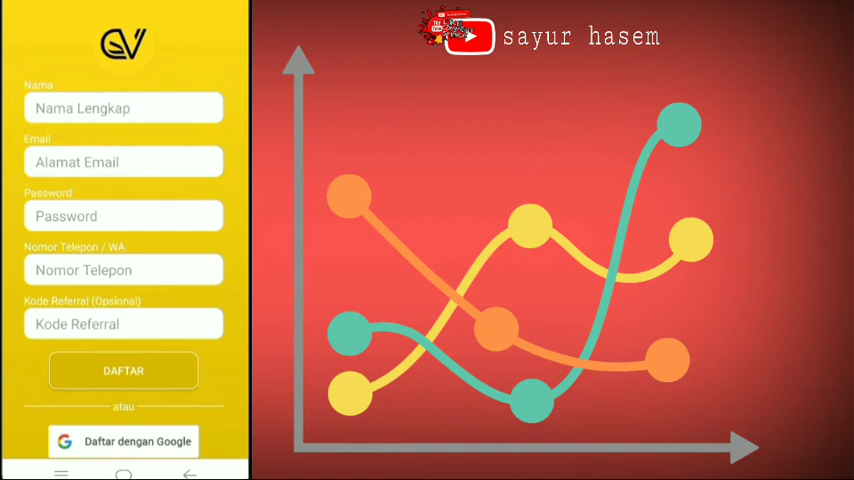 GV
Nama
Nama Lengkap
Email
Alamat Email
Password
Password
Nomor Telepon / WA
Nomor Telepon
Kode Referral (Opsional)
Kode Referral
DAFTAR
atau
Daftar dengan Google
sayur hasem